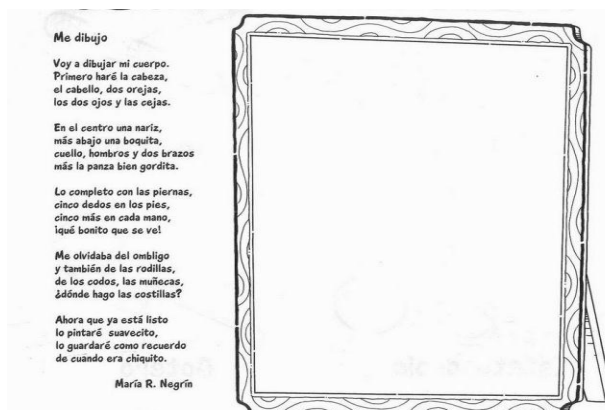 Me dibujo
Voy a dibujar mi cuerpo.
Primero haré la cabeza,
el cabello, dos orejas,
los dos ojos y las cejas.
En el centro una nariz,
más abajo una boquita,
cuello, hombros y dos brazos
más la panza bien gordita.
Lo completo con las piernas,
cinco dedos en los pies,
cinco más en cada mano,
¡qué bonito que se ve!
Me olvidaba del ombligo
y también de las rodillas,
de los codos, las muñecas,
¿dónde hago las costillas?
Ahora que ya está listo
lo pintaré suavecito,
lo guardaré como recuerdo
de cuando era chiquito.
María R. Negrín